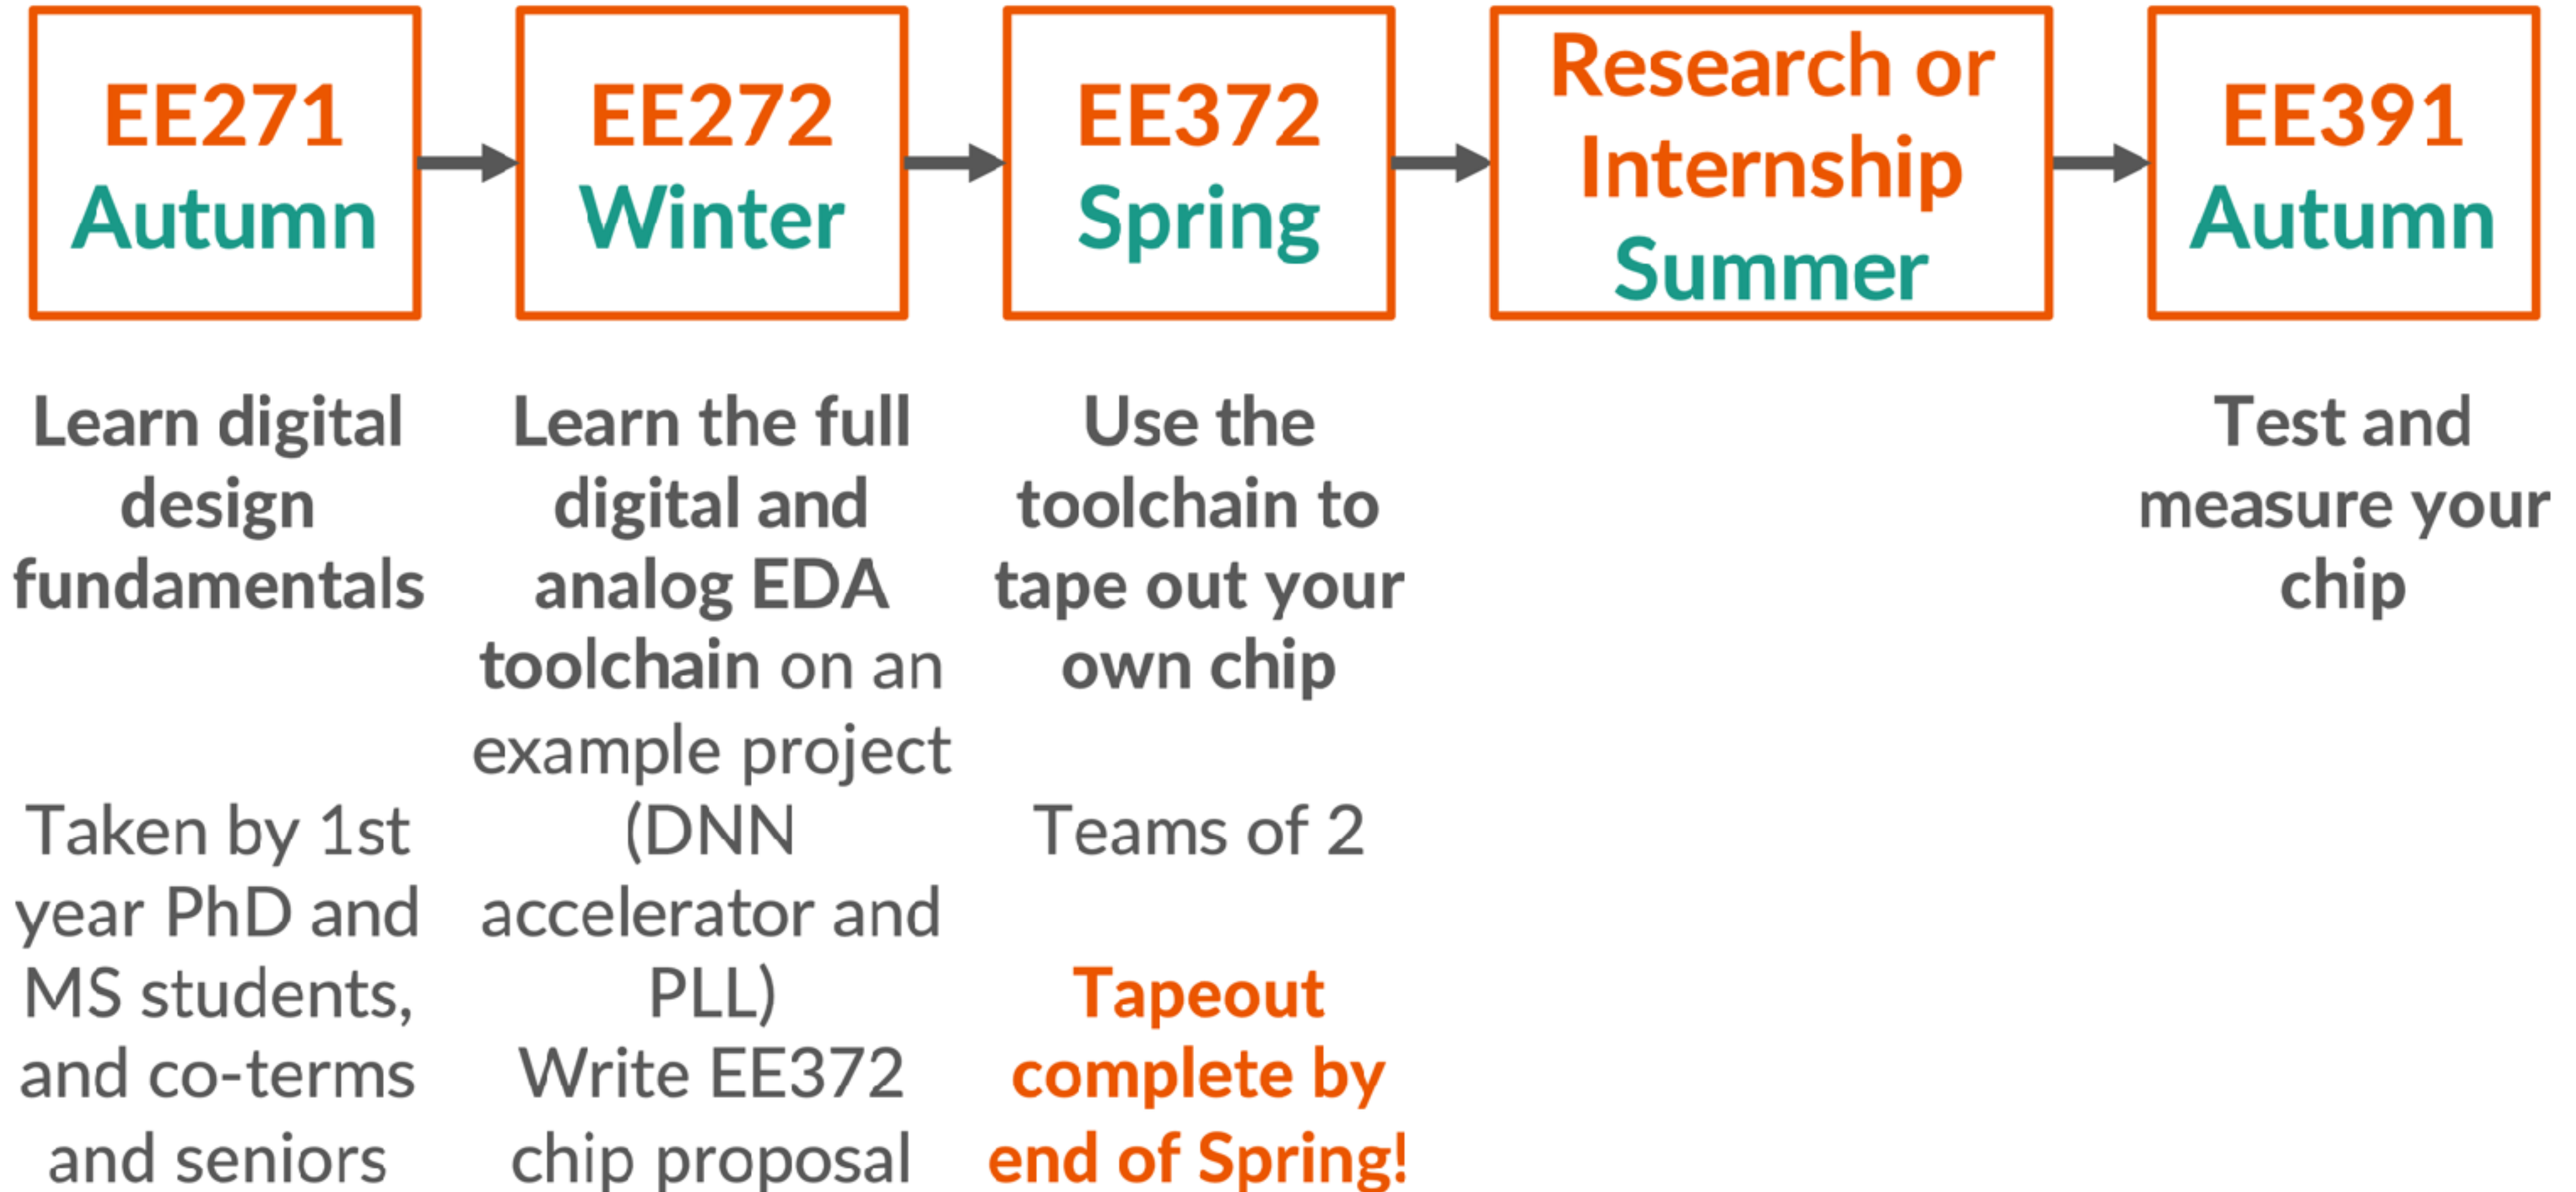 EE271
Autumn
EE272
Winter
EE372
Spring
Research or
Internship
Summer
EE391
Autumn
Learn digital
design
fundamentals
Taken by 1st
year PhD and
MS students,
and co-terms
and seniors
Learn the full
digital and
analog EDA
toolchain on an
example project
(DNN
accelerator and
PLL)
Write EE372
chip proposal
Use the
toolchain to
tape out your
own chip
Teams of 2
Tapeout
complete by
end of Spring!
Test and
measure your
chip